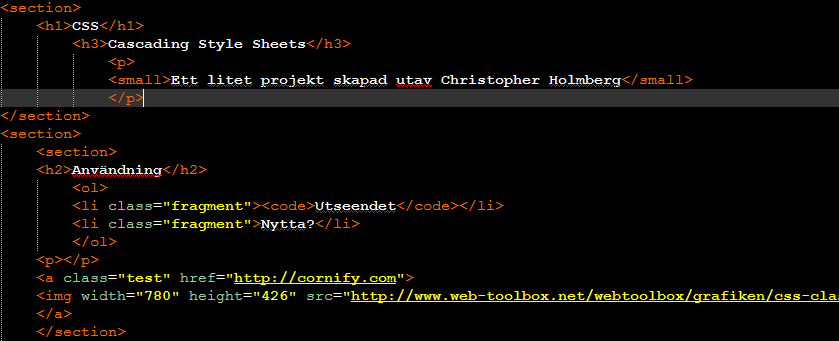 <section>
<h1>CSS</h1>
<h3>Cascading Style Sheets</h3>
<p>
<small>Ett litet projekt skapad utav Christopher Holmberg</small>
</p>
</section>
<section>
<section>
<h2>Användning</h2>
<ol>
<li class="fragment"><code>Utseendet</code></li>
<li class="fragment">Nytta?</li>
</ol>
<p></p>
<a class="test" href="http://cornify.com">
<img width="780" height="426" src="http://www.web-toolbox.net/webtoolbox/grafiken/css-cla
</a>
</section>